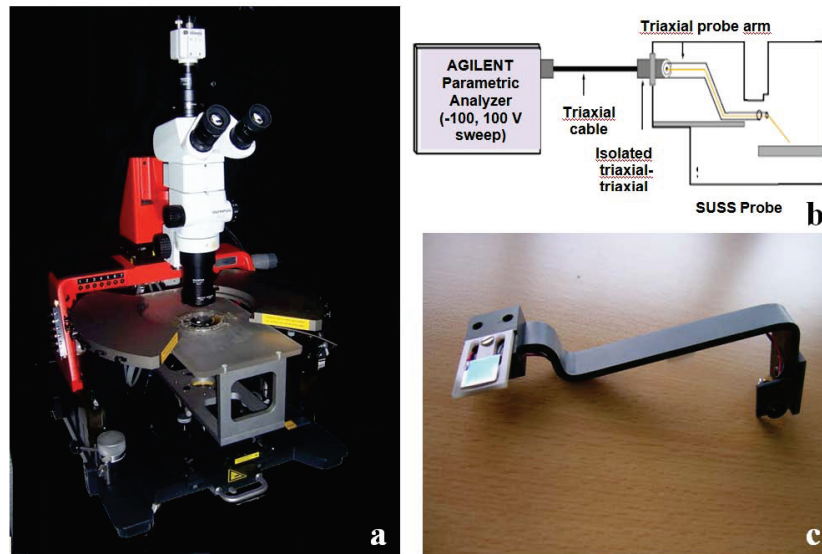 a
AGILENT
Parametric
Analyzer
(-100, 100 V
sweep)
Triaxial probe arm
Triaxial
cable
Isolated
triaxial-
triaxial
SUSS Probe
b
c